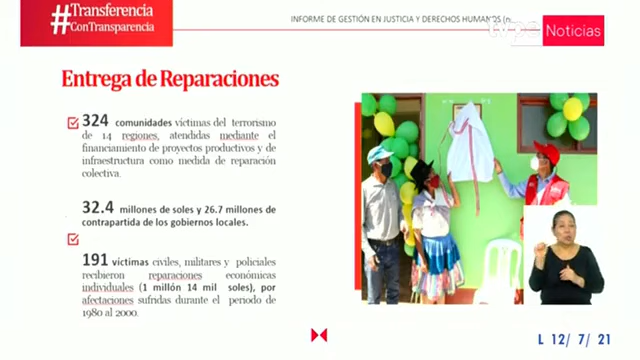 #Transferencia
ConTransparencia
INFORME DE GESTIÓN EN JUSTICIA Y DERECHOS HUMANOS
Noticias
Entrega de Reparaciones
324 comunidades víctimas del terrorismo
de 14 regiones, atendidas mediante el
financiamiento de proyectos productivos y de
infraestructura como medida de reparación
colectiva.
32.4 millones de soles y 26.7 millones de
contrapartida de los gobiernos locales.
191 víctimas civiles, militares y policiales
recibieron reparaciones económicas
individuales (1 millón 14 mil soles), por
afectaciones sufridas durante el periodo de
1980 al 2000.
L 12/ 7/ 21